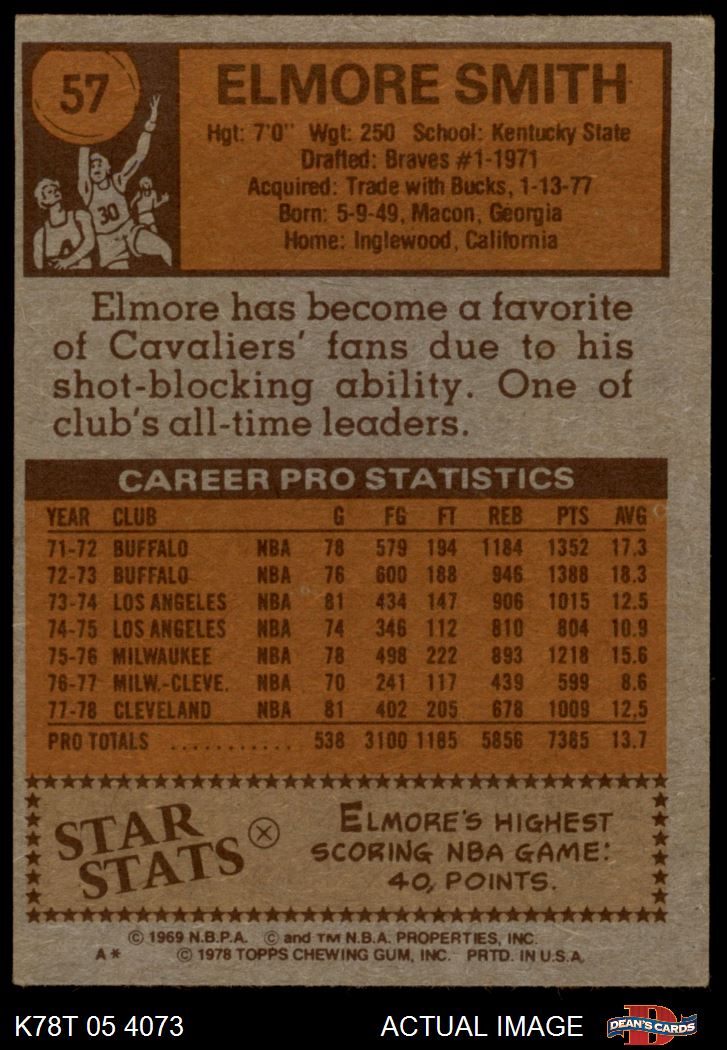 57
30
ELMORE SMITH
Hgt: 7'0" Wgt: 250 School: Kentucky State
Drafted: Braves #1-1971
Acquired: Trade with Bucks, 1-13-77
Born: 5-9-49, Macon, Georgia
Home: Inglewood, California
Elmore has become a favorite
of Cavaliers' fans due to his
shot-blocking ability. One of
club's all-time leaders.
CAREER PRO STATISTICS
YEAR CLUB G FG FT REB PTS AVG
71-72 BUFFALO NBA 78 579 194 1184 1352 17.3
72-73 BUFFALO NBA 76 600 188 946 1388 18.3
73-74 LOS ANGELES NBA 81 434 147 906 1015 12.5
74-75 LOS ANGELES NBA 74 346 112 810 804 10.9
75-76 MILWAUKEE NBA 78 498 222 893 1218 15.6
76-77 MILW.-CLEVE. NBA 70 241 117 439 599 8.6
77-78 CLEVELAND NBA 81 402 205 678 1009 12.5
PRO TOTALS ........... 538 3100 1185 5856 7385 13.7
STAR
STATS
ELMORE'S HIGHEST
SCORING NBA GAME:
40, POINTS.
© 1969 N.B.P.A. © and TM N.B.A. PROPERTIES, INC.
A* © 1978 TOPPS CHEWING GUM, INC. PRTD. IN U.S.A.
K78T 05 4073 ACTUAL IMAGE DEAN'S CARDS